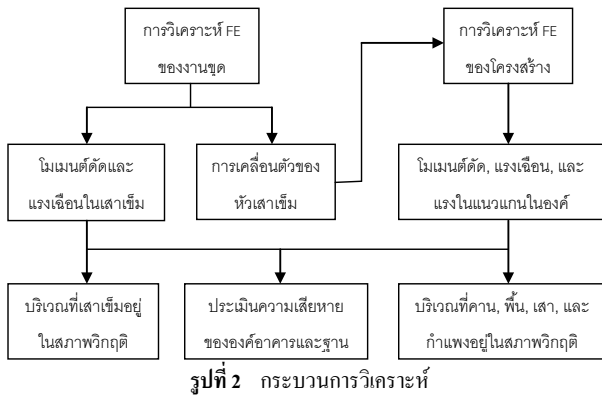 การวิเคราะห์ FE
ของงานขุด
การวิเคราะห์ FE
ของโครงสร้าง
โมเมนต์ดัดและ
แรงเฉือนในเสาเข็ม
การเคลื่อนตัวของ
หัวเสาเข็ม
โมเมนต์ดัด, แรงเฉือน, และ
แรงในแนวแกนในองค์
บริเวณที่เสาเข็มอยู่
ในสภาพวิกฤติ
ประเมินความเสียหาย
ขององค์อาคารและฐาน
บริเวณที่คาน, พื้น, เสา, และ
กำแพงอยู่ในสภาพวิกฤติ
รูปที่ 2 กระบวนการวิเคราะห์